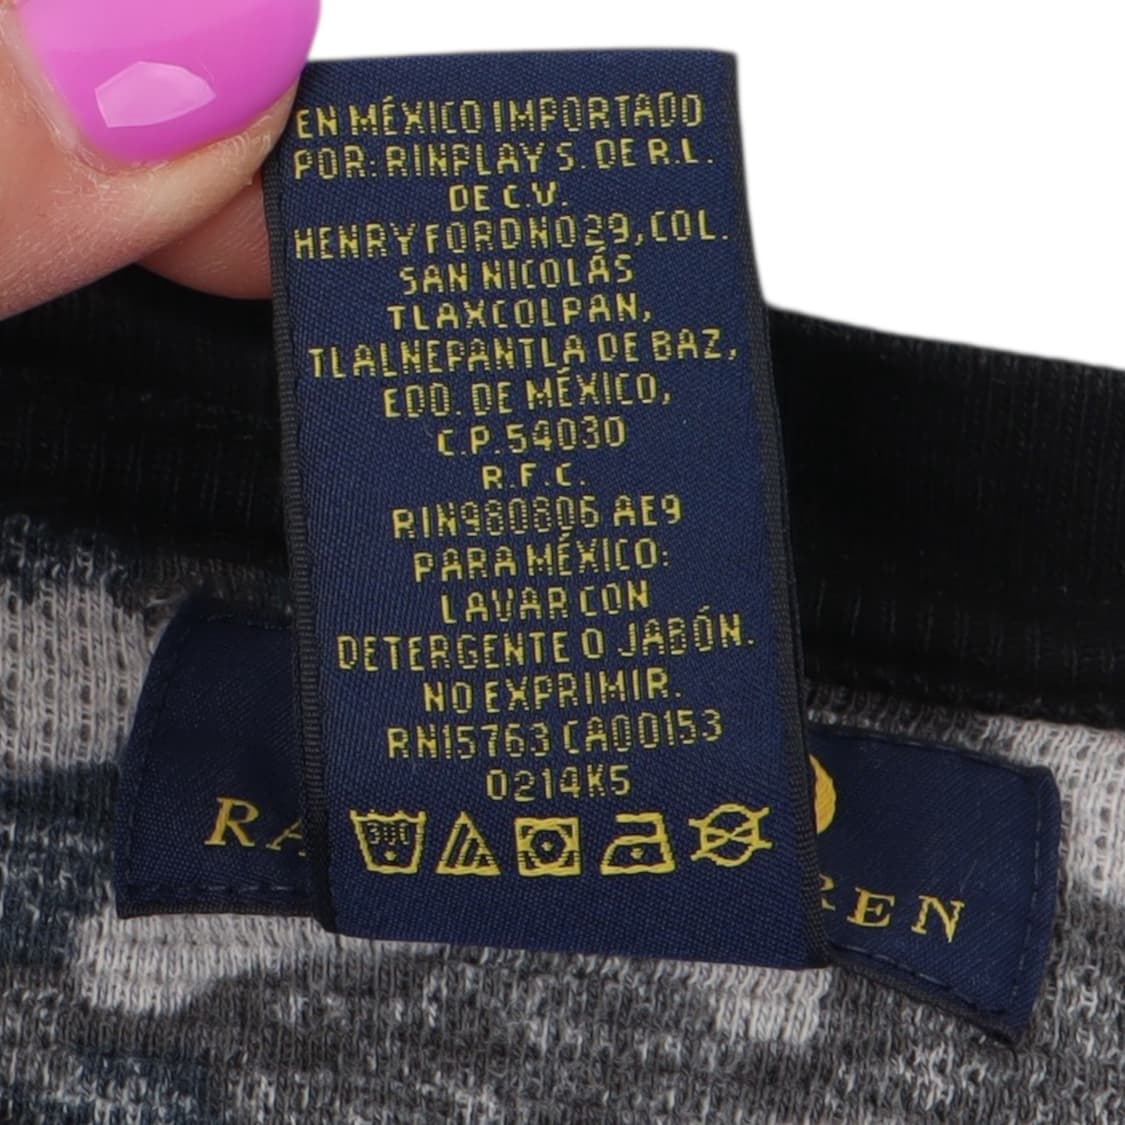 EN MÉXICO IMPORTADO
POR: RINPLAY S. DE R.L.
DE C.V.
HENRY FORD NO 29, COL.
SAN NICOLÁS
TLAXCOLPAN,
TLALNEPANTLA DE BAZ,
EDO. DE MÉXICO,
C.P. 54030
R.F.C.
RIN980806 AE9
PARA MÉXICO:
LAVAR CON
DETERGENTE O JABÓN.
NO EXPRIMIR.
RN15763 CA00153
0214K5
30C